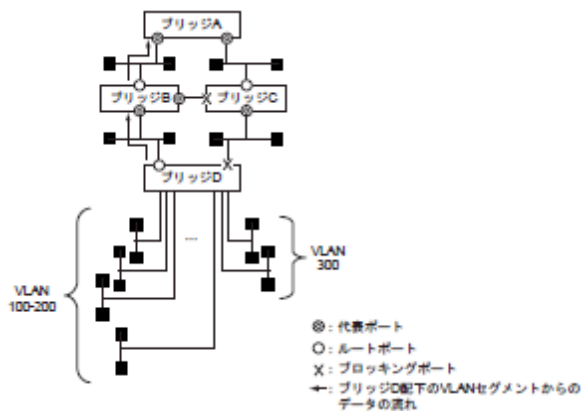 ブリッジA
ブリッジB
ブリッジC
ブリッジD
...
VLAN
100-200
VLAN
300
◎：代表ポート
○：ルートポート
X：ブロッキングポート
←：ブリッジD配下のVLANセグメントからの
データの流れ